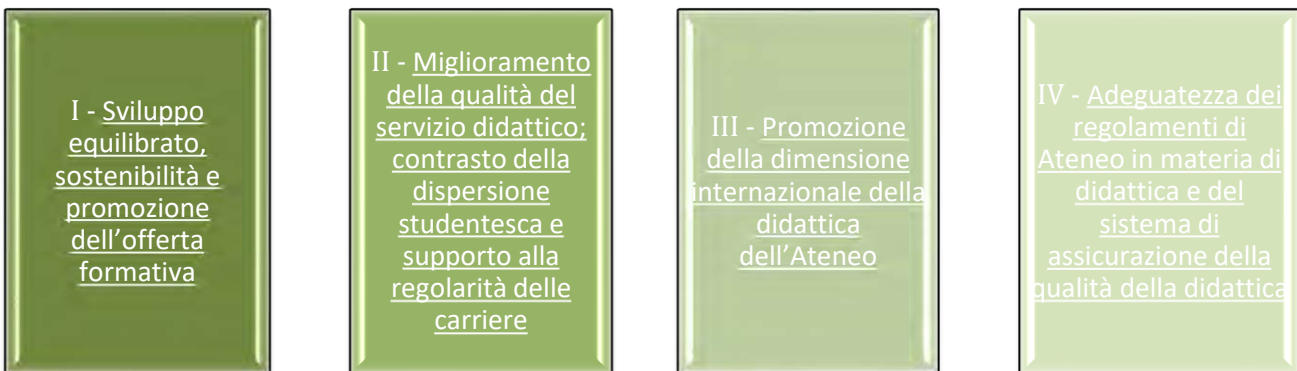 I - Sviluppo
equilibrato,
sostenibilità e
promozione
dell’offerta
formativa
II - Miglioramento
della qualità del
servizio didattico;
contrasto della
dispersione
studentesca e
supporto alla
regolarità delle
carriere
III - Promozione
della dimensione
internazionale della
didattica
dell’Ateneo
IV - Adeguatezza dei
regolamenti di
Ateneo in materia di
didattica e del
sistema di
assicurazione della
qualità della didattica